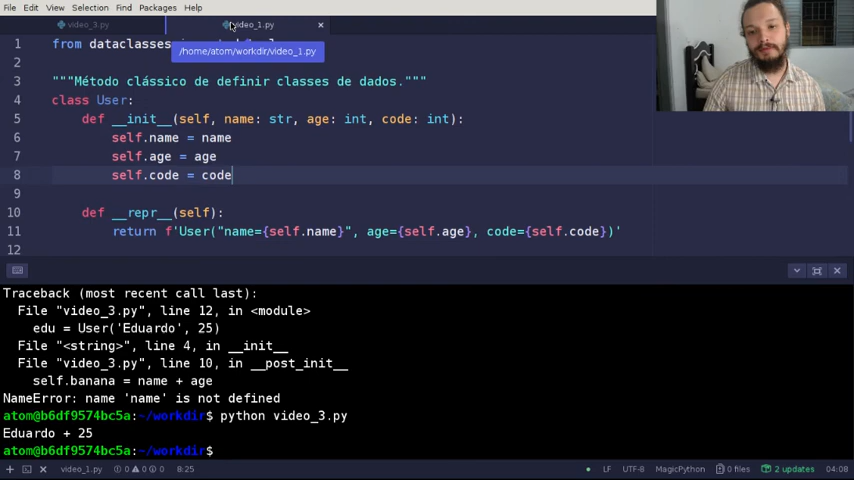 File Edit View Selection Find Packages Help
video_3.py
video_1.py
/home/atom/workdir/video_1.py
1 from dataclasses
2
3 """Método clássico de definir classes de dados."""
4 class User:
5 def __init__(self, name: str, age: int, code: int):
6 self.name = name
7 self.age = age
8 self.code = code
9
10 def __repr__(self):
11 return f'User("name={self.name}", age={self.age}, code={self.code})'
12
Traceback (most recent call last):
File "video_3.py", line 12, in <module>
edu = User('Eduardo', 25)
File "<string>", line 4, in __init__
File "video_3.py", line 10, in __post_init__
self.banana = name + age
NameError: name 'name' is not defined
atom@b6df9574bc5a:~/workdir$ python video_3.py
Eduardo + 25
atom@b6df9574bc5a:~/workdir$
video_1.py 0 0 0 8:25 LF UTF-8 MagicPython 0 files 2 updates 04:08